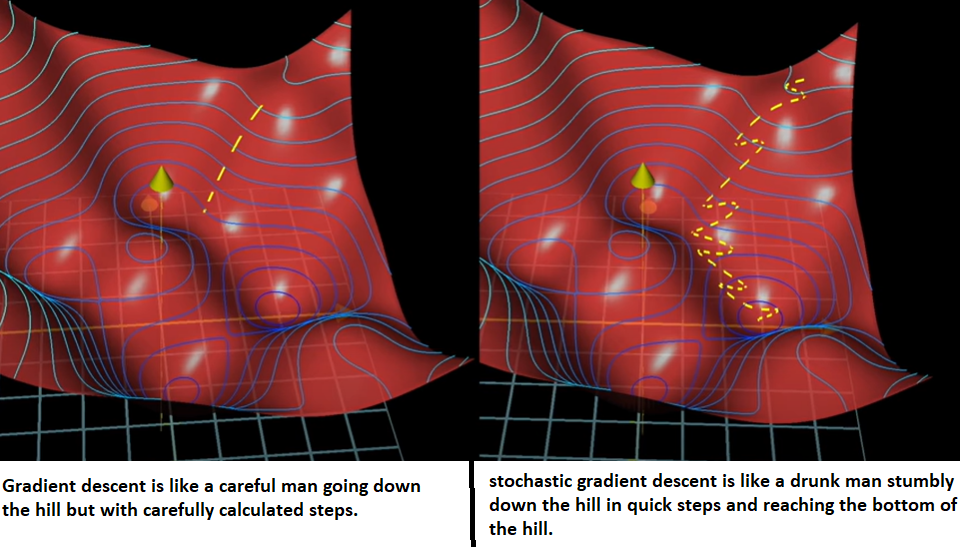 Gradient descent is like a careful man going down
the hill but with carefully calculated steps.
stochastic gradient descent is like a drunk man stumbly
down the hill in quick steps and reaching the bottom of
the hill.